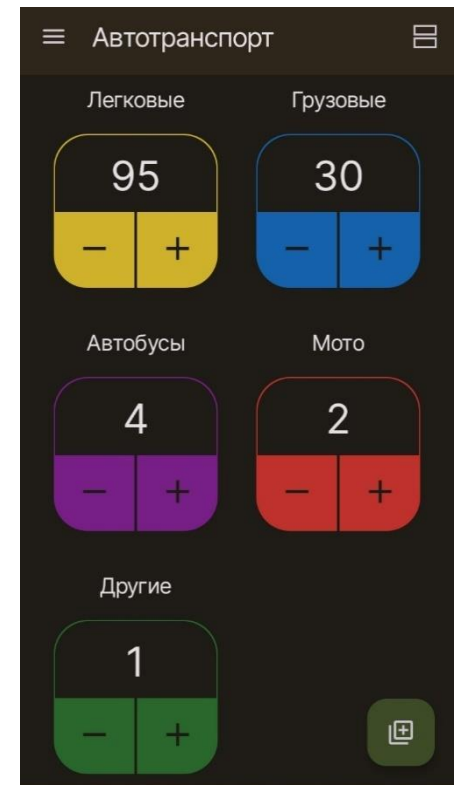 Автотранспорт
Легковые Грузовые
95 30
− + − +
Автобусы Мото
4 2
− + − +
Другие
1
− +